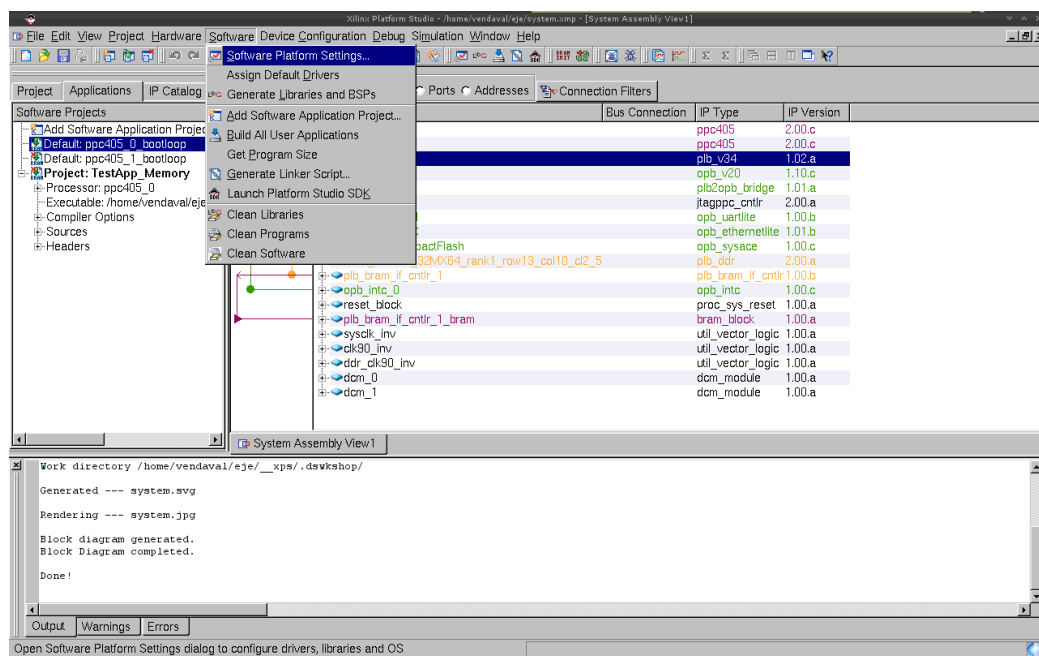 Xilinx Platform Studio - /home/vendaval/eje/system.xmp - [System Assembly View1]
File Edit View Project Hardware Software Device Configuration Debug Simulation Window Help
Software Platform Settings...
Assign Default Drivers
Generate Libraries and BSPs
Add Software Application Project...
Build All User Applications
Get Program Size
Generate Linker Script...
Launch Platform Studio SDK
Clean Libraries
Clean Programs
Clean Software
Project Applications IP Catalog
Ports Addresses Connection Filters
Software Projects
Add Software Application Projec
Default: ppc405_0_bootloop
Default: ppc405_1_bootloop
Project: TestApp_Memory
Processor: ppc405_0
Executable: /home/vendaval/eje
Compiler Options
Sources
Headers
Bus Connection IP Type IP Version
ppc405 2.00.c
ppc405 2.00.c
plb_v34 1.02.a
opb_v20 1.10.c
plb2opb_bridge 1.01.a
jtagppc_cntlr 2.00.a
opb_uartlite 1.00.b
opb_ethernetlite 1.01.b
pactFlash opb_sysace 1.00.c
32MX64_rank1_row13_col10_cl2_5 plb_ddr 2.00.a
plb_bram_if_cntlr_1 plb_bram_if_cntlr 1.00.b
opb_intc_0 opb_intc 1.00.c
reset_block proc_sys_reset 1.00.a
plb_bram_if_cntlr_1_bram bram_block 1.00.a
sysclk_inv util_vector_logic 1.00.a
clk90_inv util_vector_logic 1.00.a
ddr_clk90_inv util_vector_logic 1.00.a
dcm_0 dcm_module 1.00.a
dcm_1 dcm_module 1.00.a
System Assembly View1
Work directory /home/vendaval/eje/__xps/.dswkshop/
Generated --- system.svg
Rendering --- system.jpg
Block diagram generated.
Block Diagram completed.
Done!
Output Warnings Errors
Open Software Platform Settings dialog to configure drivers, libraries and OS